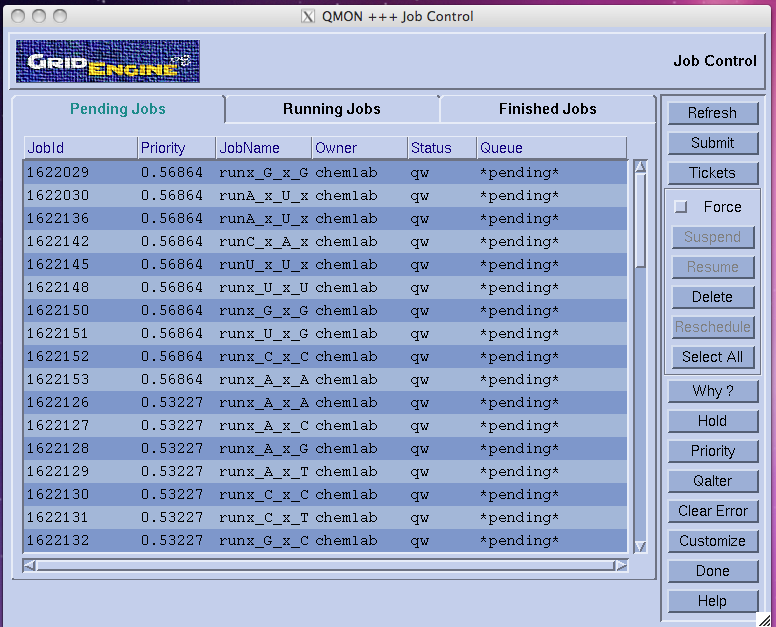 X QMON +++ Job Control
GRID ENGINE
Job Control
Pending Jobs Running Jobs Finished Jobs
JobId Priority JobName Owner Status Queue
1622029 0.56864 runx_G_x_G chemlab qw *pending*
1622030 0.56864 runA_x_U_x chemlab qw *pending*
1622136 0.56864 runA_x_U_x chemlab qw *pending*
1622142 0.56864 runC_x_A_x chemlab qw *pending*
1622145 0.56864 runU_x_U_x chemlab qw *pending*
1622148 0.56864 runx_U_x_U chemlab qw *pending*
1622150 0.56864 runx_G_x_G chemlab qw *pending*
1622151 0.56864 runx_U_x_G chemlab qw *pending*
1622152 0.56864 runx_C_x_C chemlab qw *pending*
1622153 0.56864 runx_A_x_A chemlab qw *pending*
1622126 0.53227 runx_A_x_A chemlab qw *pending*
1622127 0.53227 runx_A_x_C chemlab qw *pending*
1622128 0.53227 runx_A_x_G chemlab qw *pending*
1622129 0.53227 runx_A_x_T chemlab qw *pending*
1622130 0.53227 runx_C_x_C chemlab qw *pending*
1622131 0.53227 runx_C_x_T chemlab qw *pending*
1622132 0.53227 runx_G_x_C chemlab qw *pending*
Refresh
Submit
Tickets
Force
Suspend
Resume
Delete
Reschedule
Select All
Why ?
Hold
Priority
Qalter
Clear Error
Customize
Done
Help